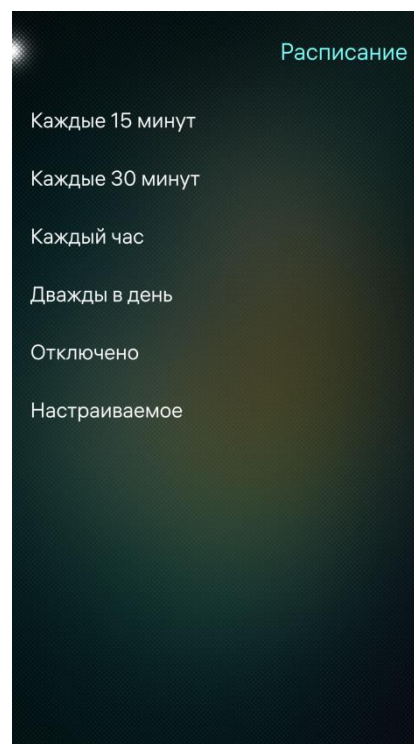 Расписание
Каждые 15 минут
Каждые 30 минут
Каждый час
Дважды в день
Отключено
Настраиваемое